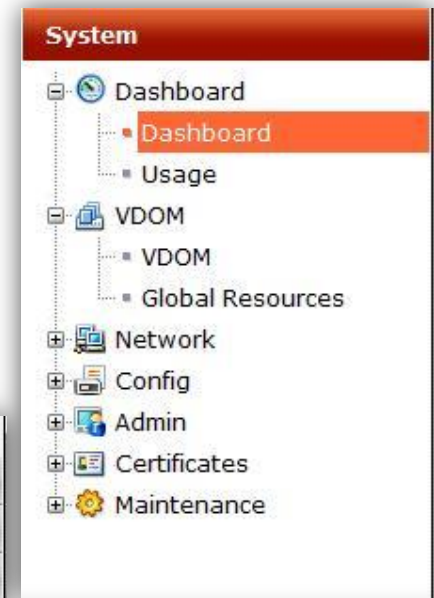 System
Dashboard
Dashboard
Usage
VDOM
VDOM
Global Resources
Network
Config
Admin
Certificates
Maintenance